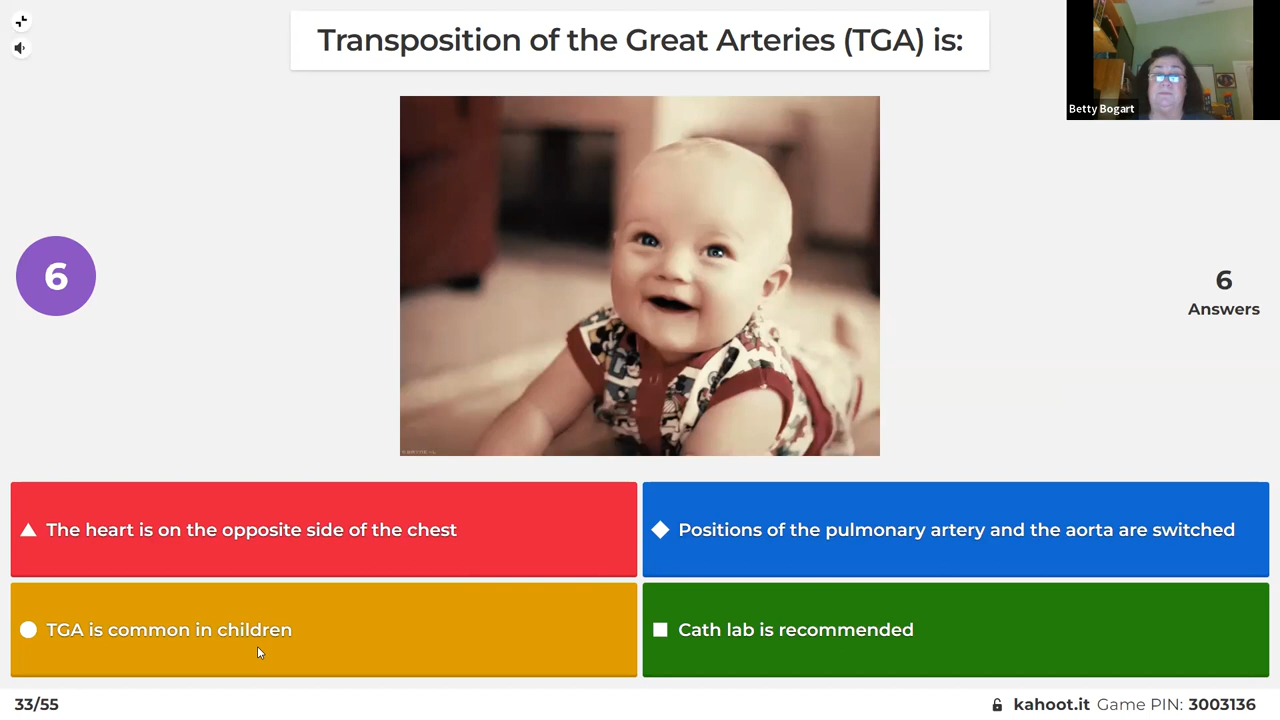 Transposition of the Great Arteries (TGA) is:
Betty Bogart
6
6
Answers
The heart is on the opposite side of the chest
Positions of the pulmonary artery and the aorta are switched
TGA is common in children
Cath lab is recommended
33/55
kahoot.it Game PIN: 3003136